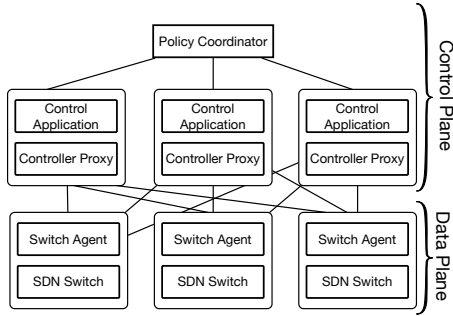 Policy Coordinator
Control
Application
Controller Proxy
Control
Application
Controller Proxy
Control
Application
Controller Proxy
Control Plane
Switch Agent
SDN Switch
Switch Agent
SDN Switch
Switch Agent
SDN Switch
Data Plane